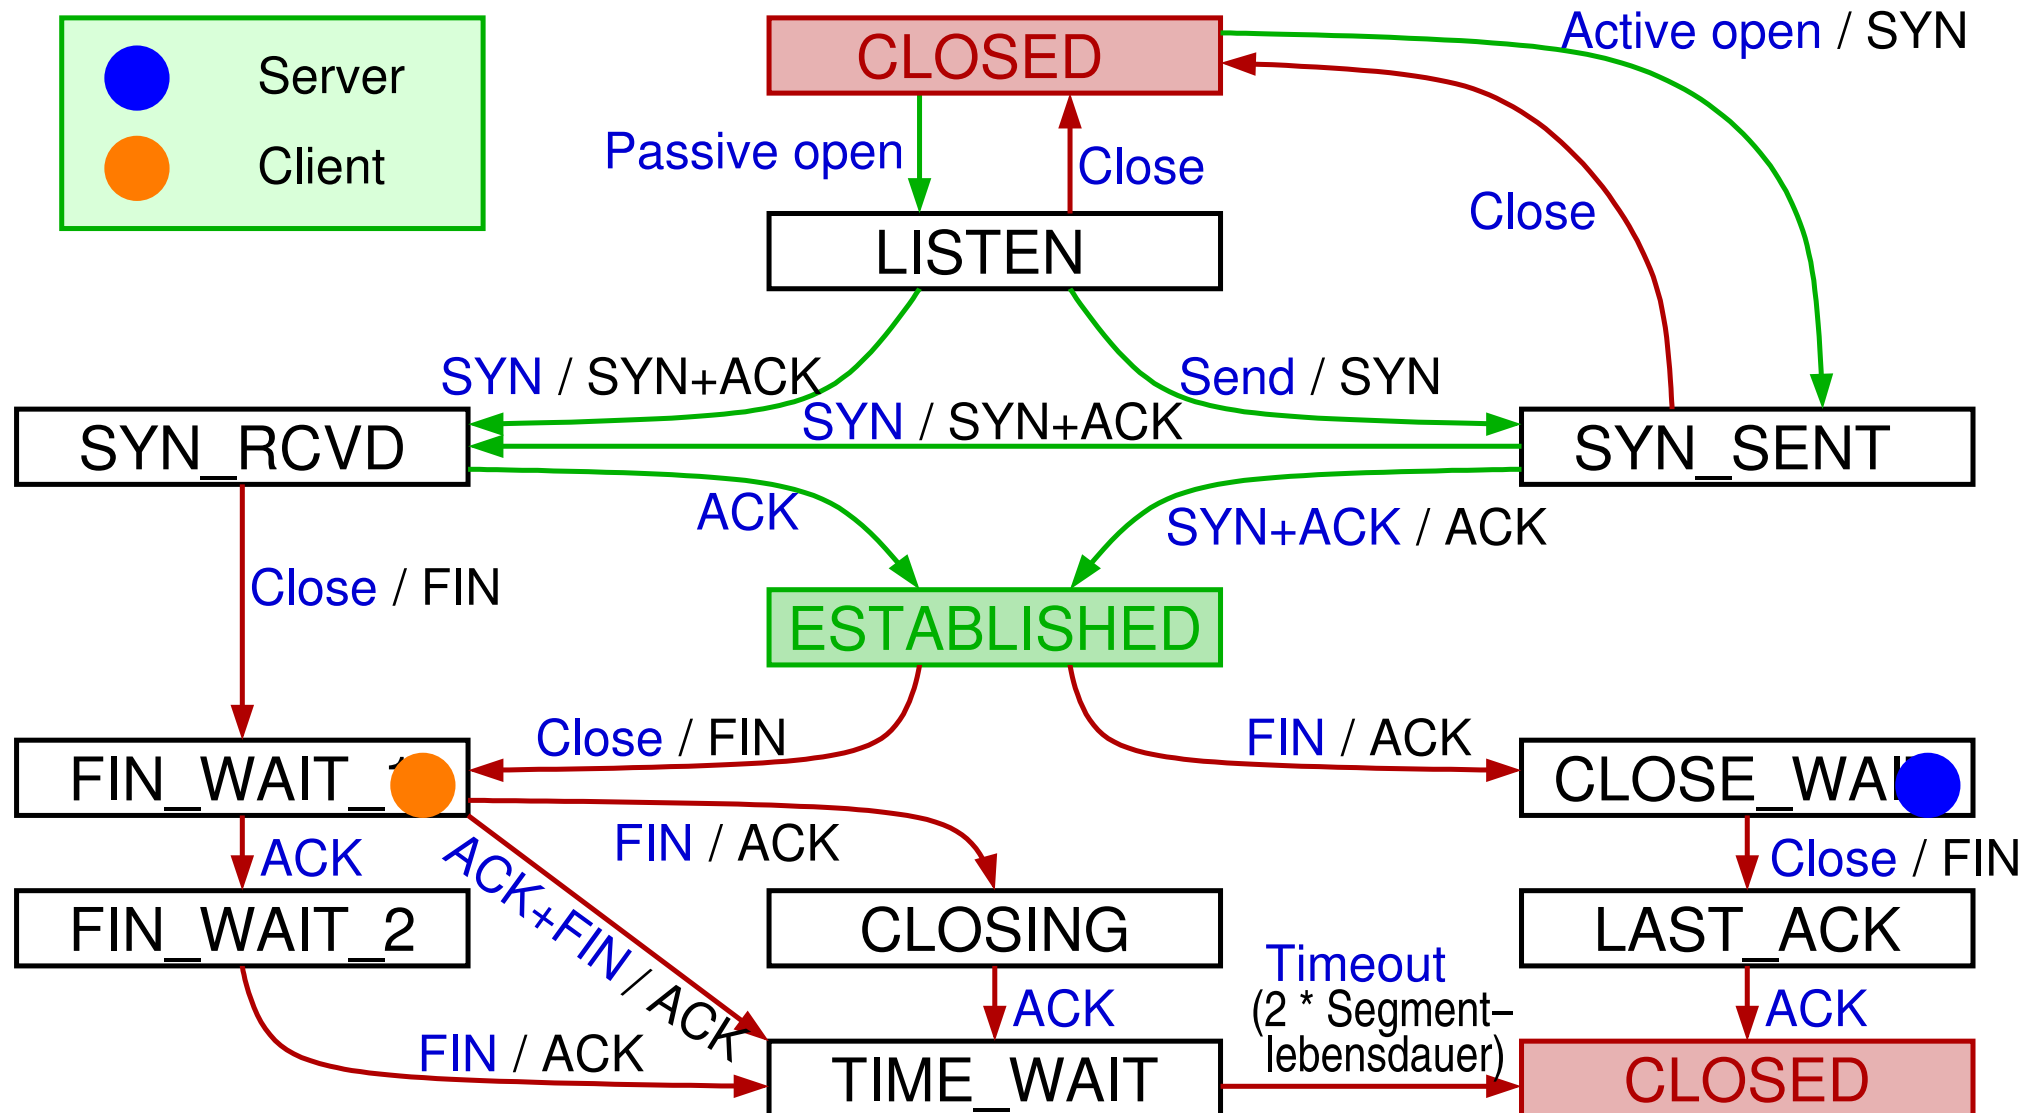 Server
Client
CLOSED
Active open / SYN
Passive open
Close
Close
LISTEN
SYN / SYN+ACK
Send / SYN
SYN / SYN+ACK
SYN_RCVD
SYN_SENT
ACK
SYN+ACK / ACK
Close / FIN
ESTABLISHED
Close / FIN
FIN / ACK
FIN_WAIT_1
CLOSE_WAI
ACK
ACK+FIN / ACK
FIN / ACK
Close / FIN
FIN_WAIT_2
CLOSING
LAST_ACK
FIN / ACK
ACK
Timeout
(2 * Segment–
lebensdauer)
ACK
TIME_WAIT
CLOSED